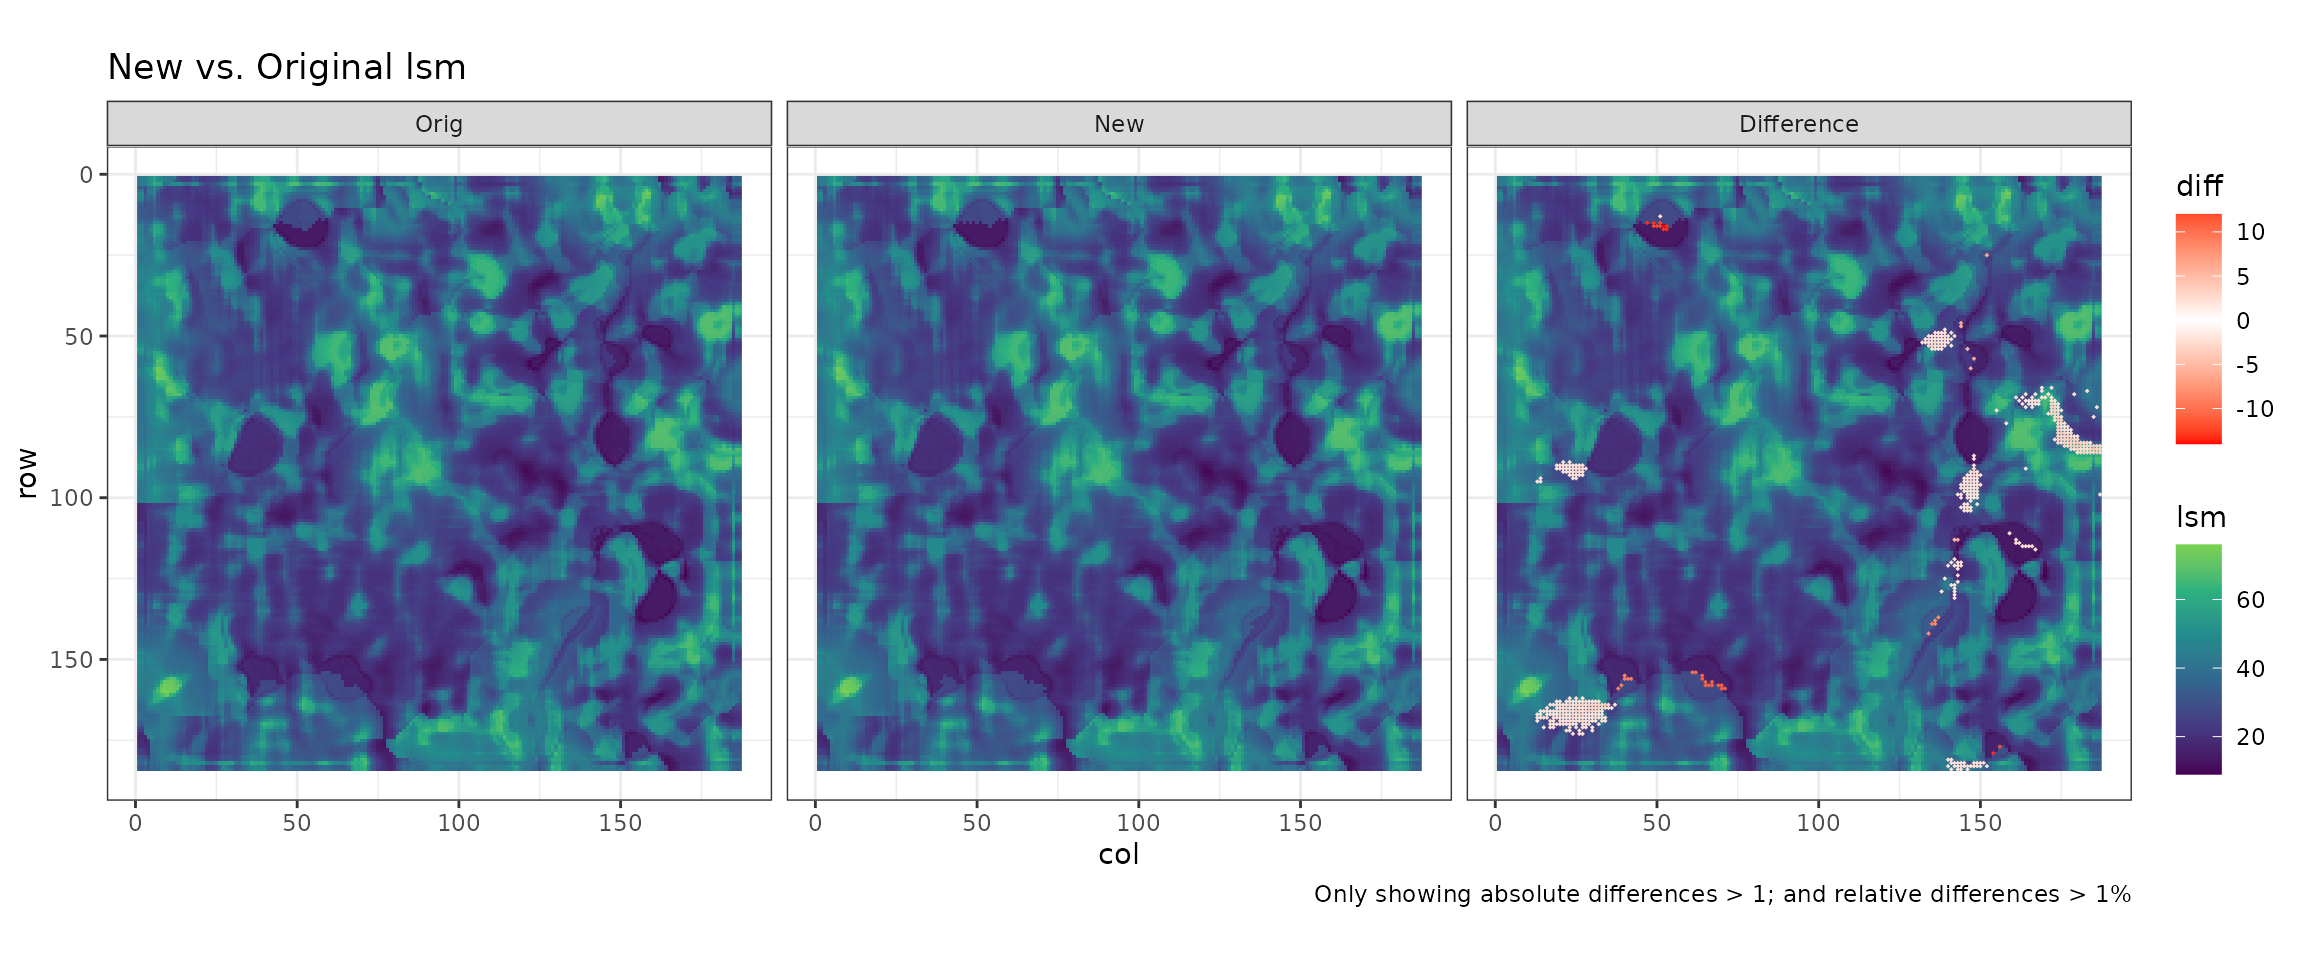 New vs. Original lsm
Orig
New
Difference
0
50
100
150
row
0
50
100
150
0
50
100
150
0
50
100
150
col
diff
10
5
0
-5
-10
lsm
60
40
20
Only showing absolute differences > 1; and relative differences > 1%